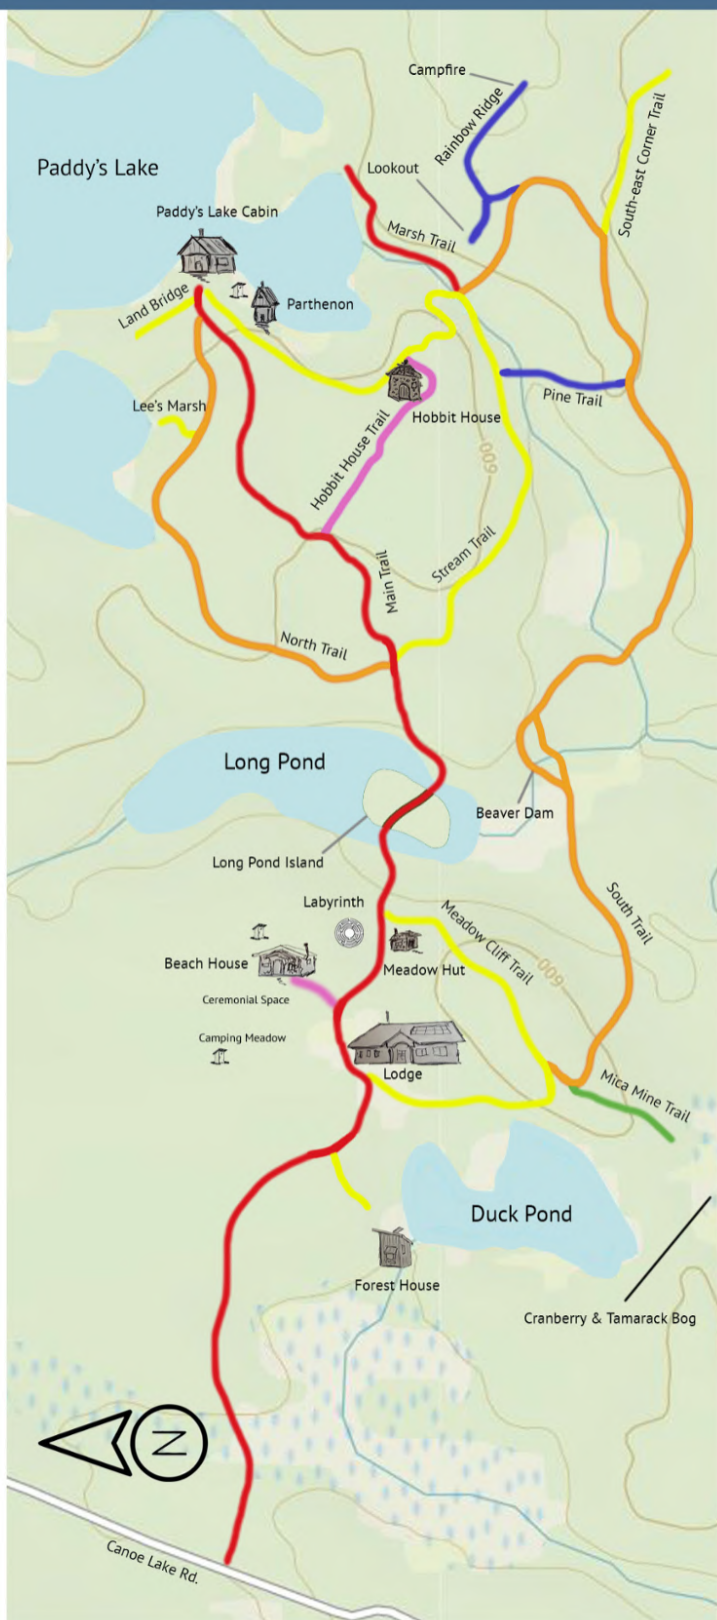 Campfire
Rainbow Ridge
South-east Corner Trail
Paddy's Lake
Lookout
Paddy's Lake Cabin
Marsh Trail
Land Bridge
Parthenon
Pine Trail
Lee's Marsh
Hobbit House
Hobbit House Trail
600
Stream Trail
Main Trail
North Trail
Long Pond
Beaver Dam
Long Pond Island
Labyrinth
Meadow Cliff Trail
South Trail
Beach House
Meadow Hut
600
Ceremonial Space
Camping Meadow
Lodge
Mica Mine Trail
Duck Pond
Forest House
Cranberry & Tamarack Bog
N
Canoe Lake Rd.